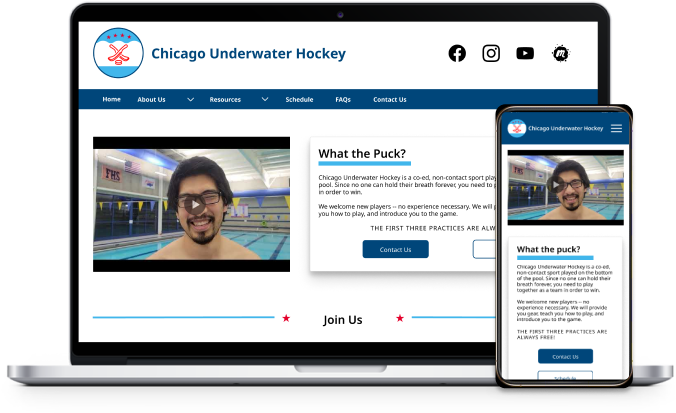 Chicago Underwater Hockey
Home About Us Resources Schedule FAQs Contact Us
FHS
What the Puck?
Chicago Underwater Hockey is a co-ed, non-contact sport play
pool. Since no one can hold their breath forever, you need to
in order to win.
We welcome new players -- no experience necessary. We will
you how to play, and introduce you to the game.
THE FIRST THREE PRACTICES ARE ALW
Contact Us
Join Us
Chicago Underwater Hockey
What the puck?
Chicago Underwater Hockey is a co-ed,
non-contact sport played on the bottom
of the pool. Since no one can hold their
breath forever, you need to play
together as a team in order to win.
We welcome new players -- no
experience necessary. We will provide
you gear, teach you how to play, and
introduce you to the game.
THE FIRST THREE PRACTICES ARE
ALWAYS FREE!
Contact Us
Schedule